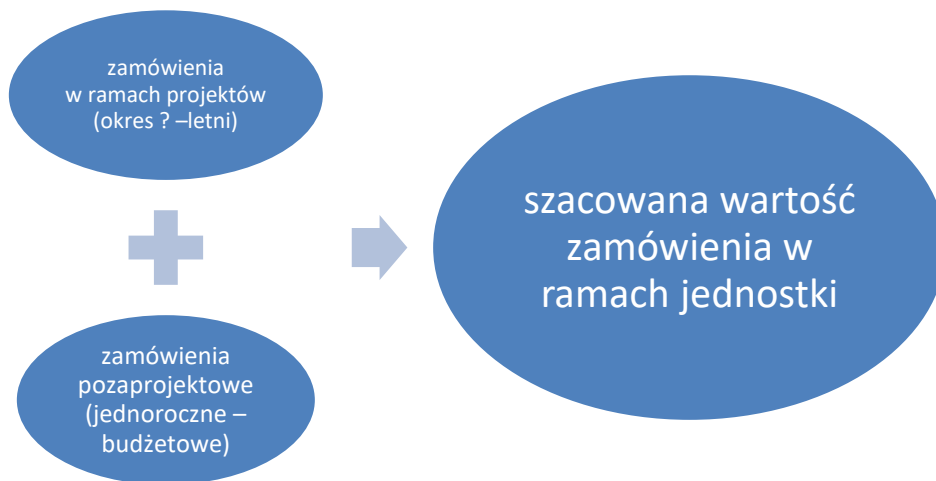 zamówienia
w ramach projektów
(okres ? –letni)
zamówienia
pozaprojektowe
(jednoroczne –
budżetowe)
szacowana wartość
zamówienia w
ramach jednostki